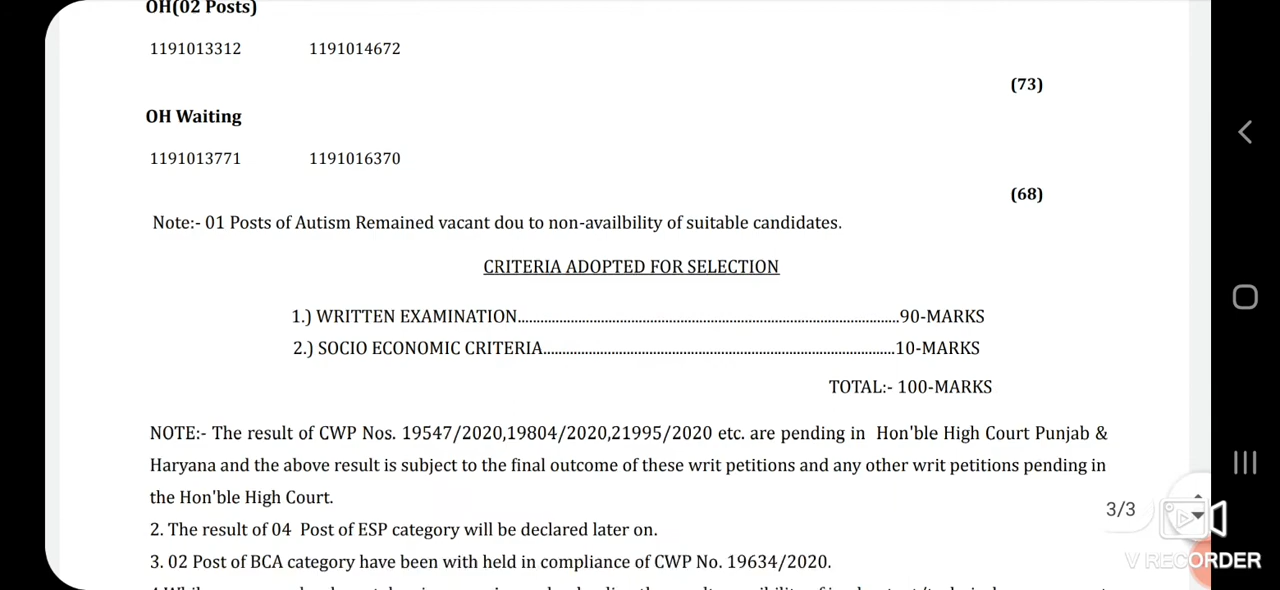 OH(02 Posts)
1191013312 1191014672
(73)
OH Waiting
1191013771 1191016370
(68)
Note:- 01 Posts of Autism Remained vacant dou to non-availbility of suitable candidates.
CRITERIA ADOPTED FOR SELECTION
1.) WRITTEN EXAMINATION....................................................................................................90-MARKS
2.) SOCIO ECONOMIC CRITERIA............................................................................................10-MARKS
TOTAL:- 100-MARKS
NOTE:- The result of CWP Nos. 19547/2020,19804/2020,21995/2020 etc. are pending in Hon'ble High Court Punjab &
Haryana and the above result is subject to the final outcome of these writ petitions and any other writ petitions pending in
the Hon'ble High Court.
2. The result of 04 Post of ESP category will be declared later on.
3. 02 Post of BCA category have been with held in compliance of CWP No. 19634/2020.
3/3
V RECORDER